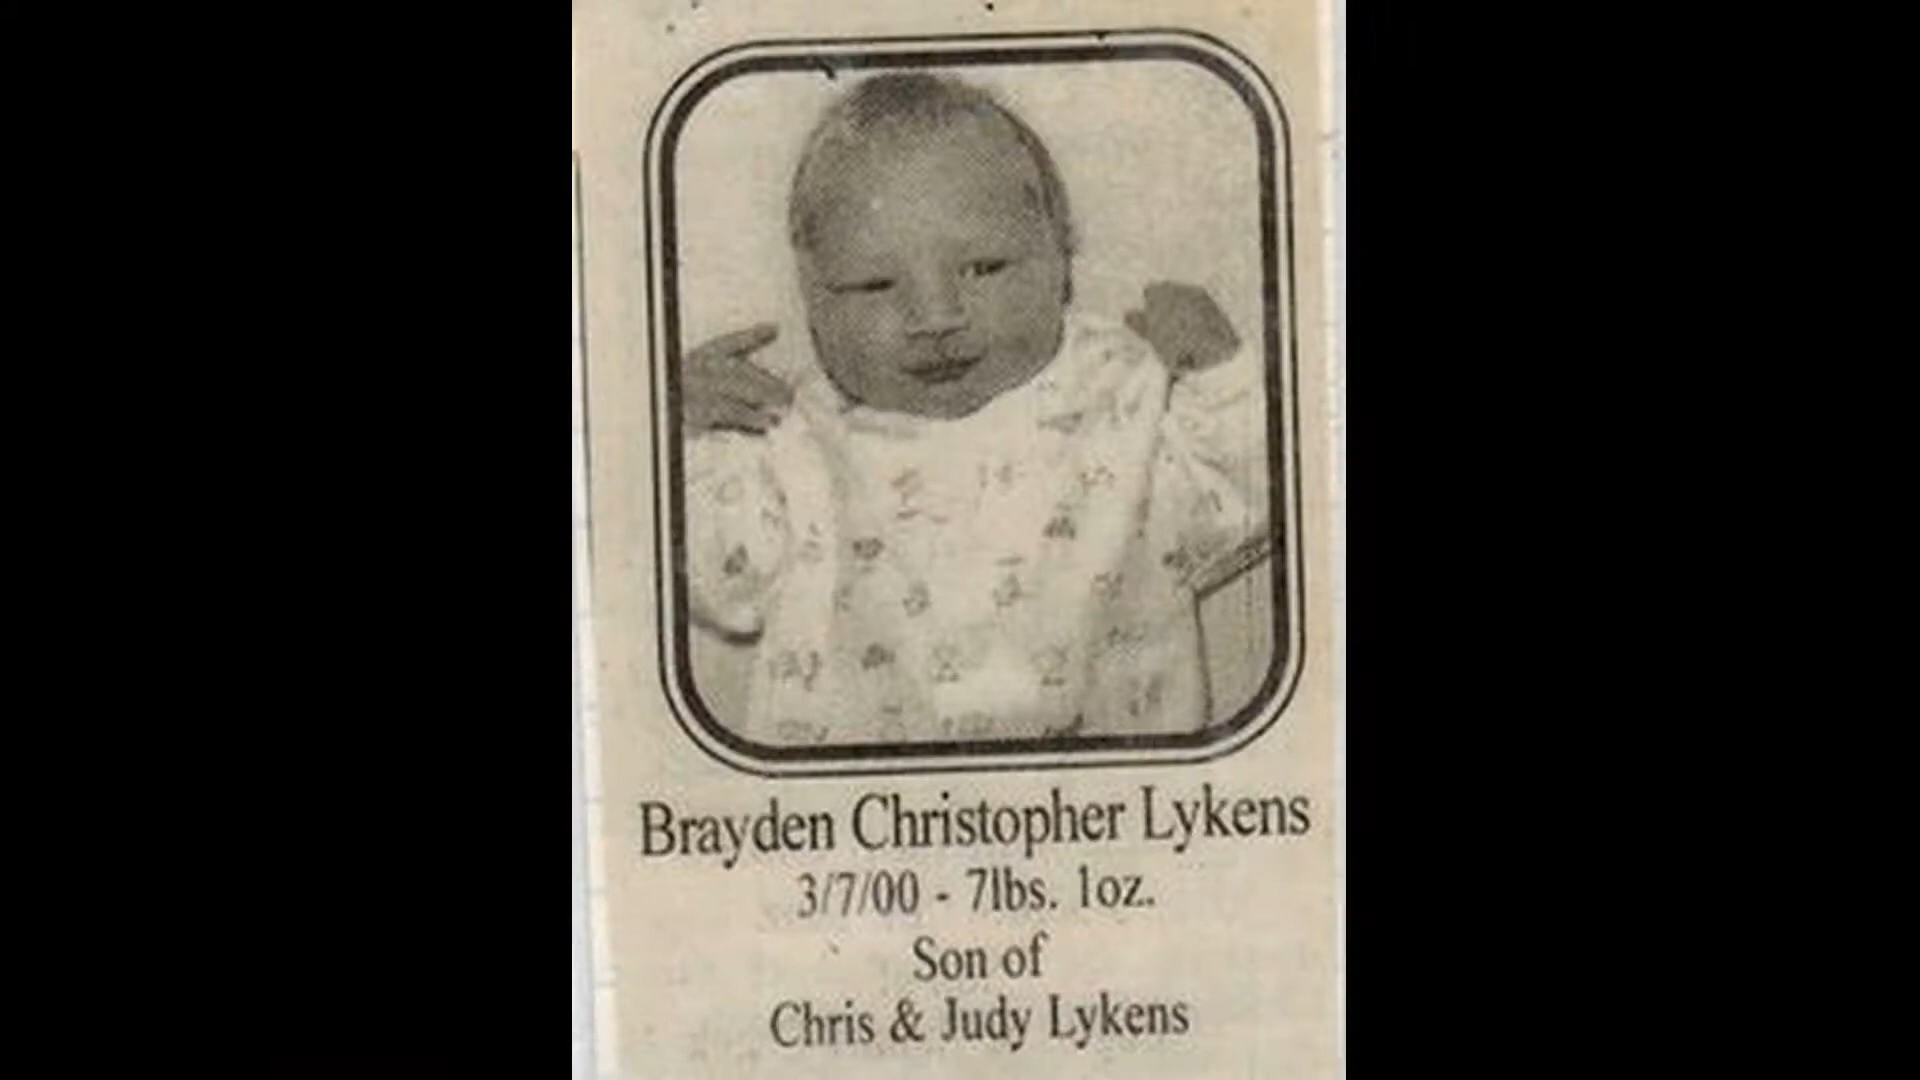 Brayden Christopher Lykens
3/7/00 - 7lbs. 1oz.
Son of
Chris & Judy Lykens